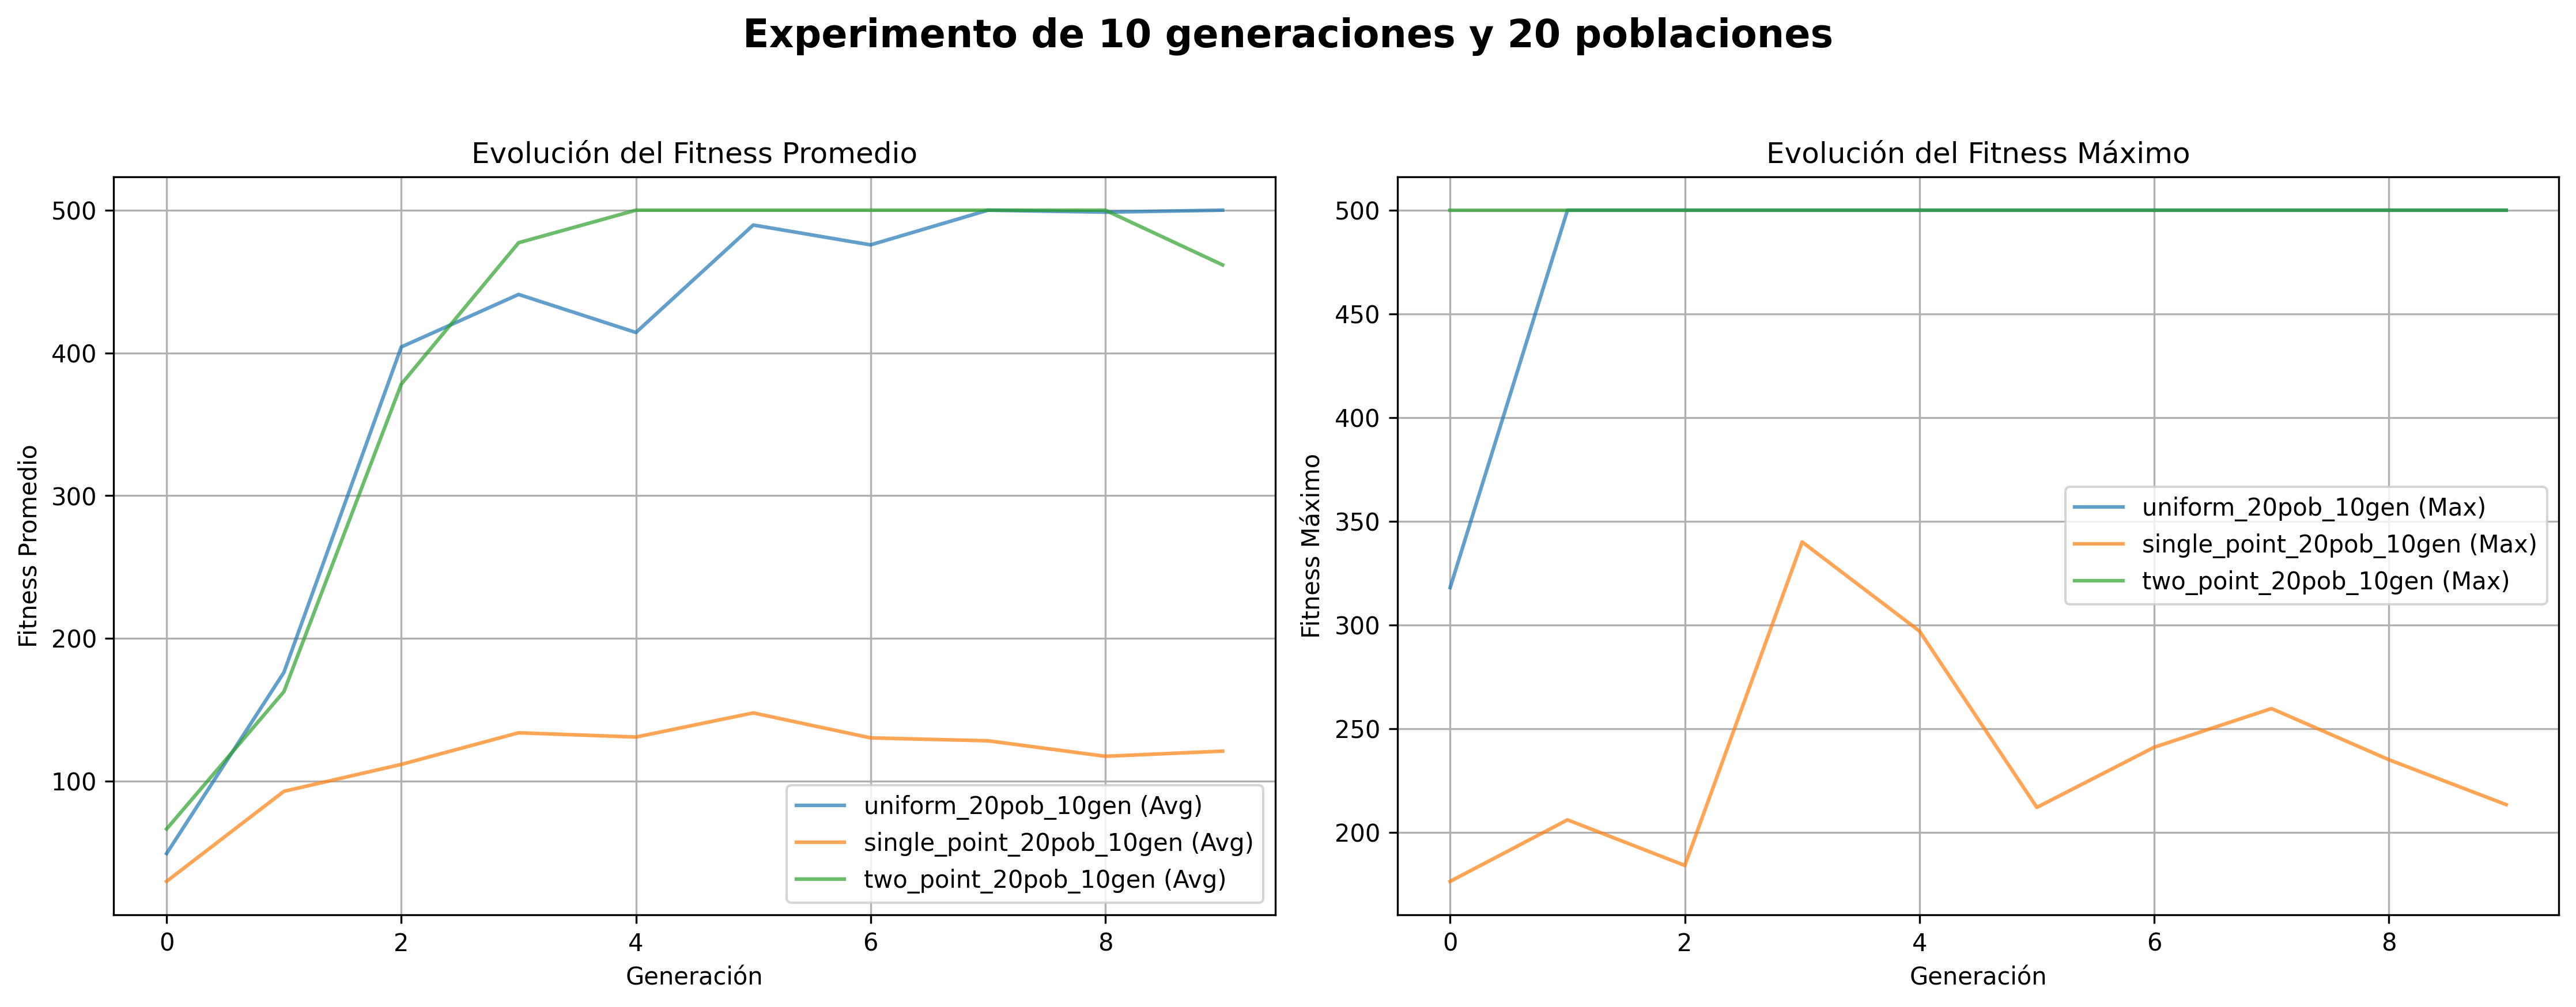 Experimento de 10 generaciones y 20 poblaciones
Evolución del Fitness Promedio
Fitness Promedio
500
400
300
200
100
0
2
4
6
8
Generación
uniform_20pob_10gen (Avg)
single_point_20pob_10gen (Avg)
two_point_20pob_10gen (Avg)
Evolución del Fitness Máximo
Fitness Máximo
500
450
400
350
300
250
200
0
2
4
6
8
Generación
uniform_20pob_10gen (Max)
single_point_20pob_10gen (Max)
two_point_20pob_10gen (Max)